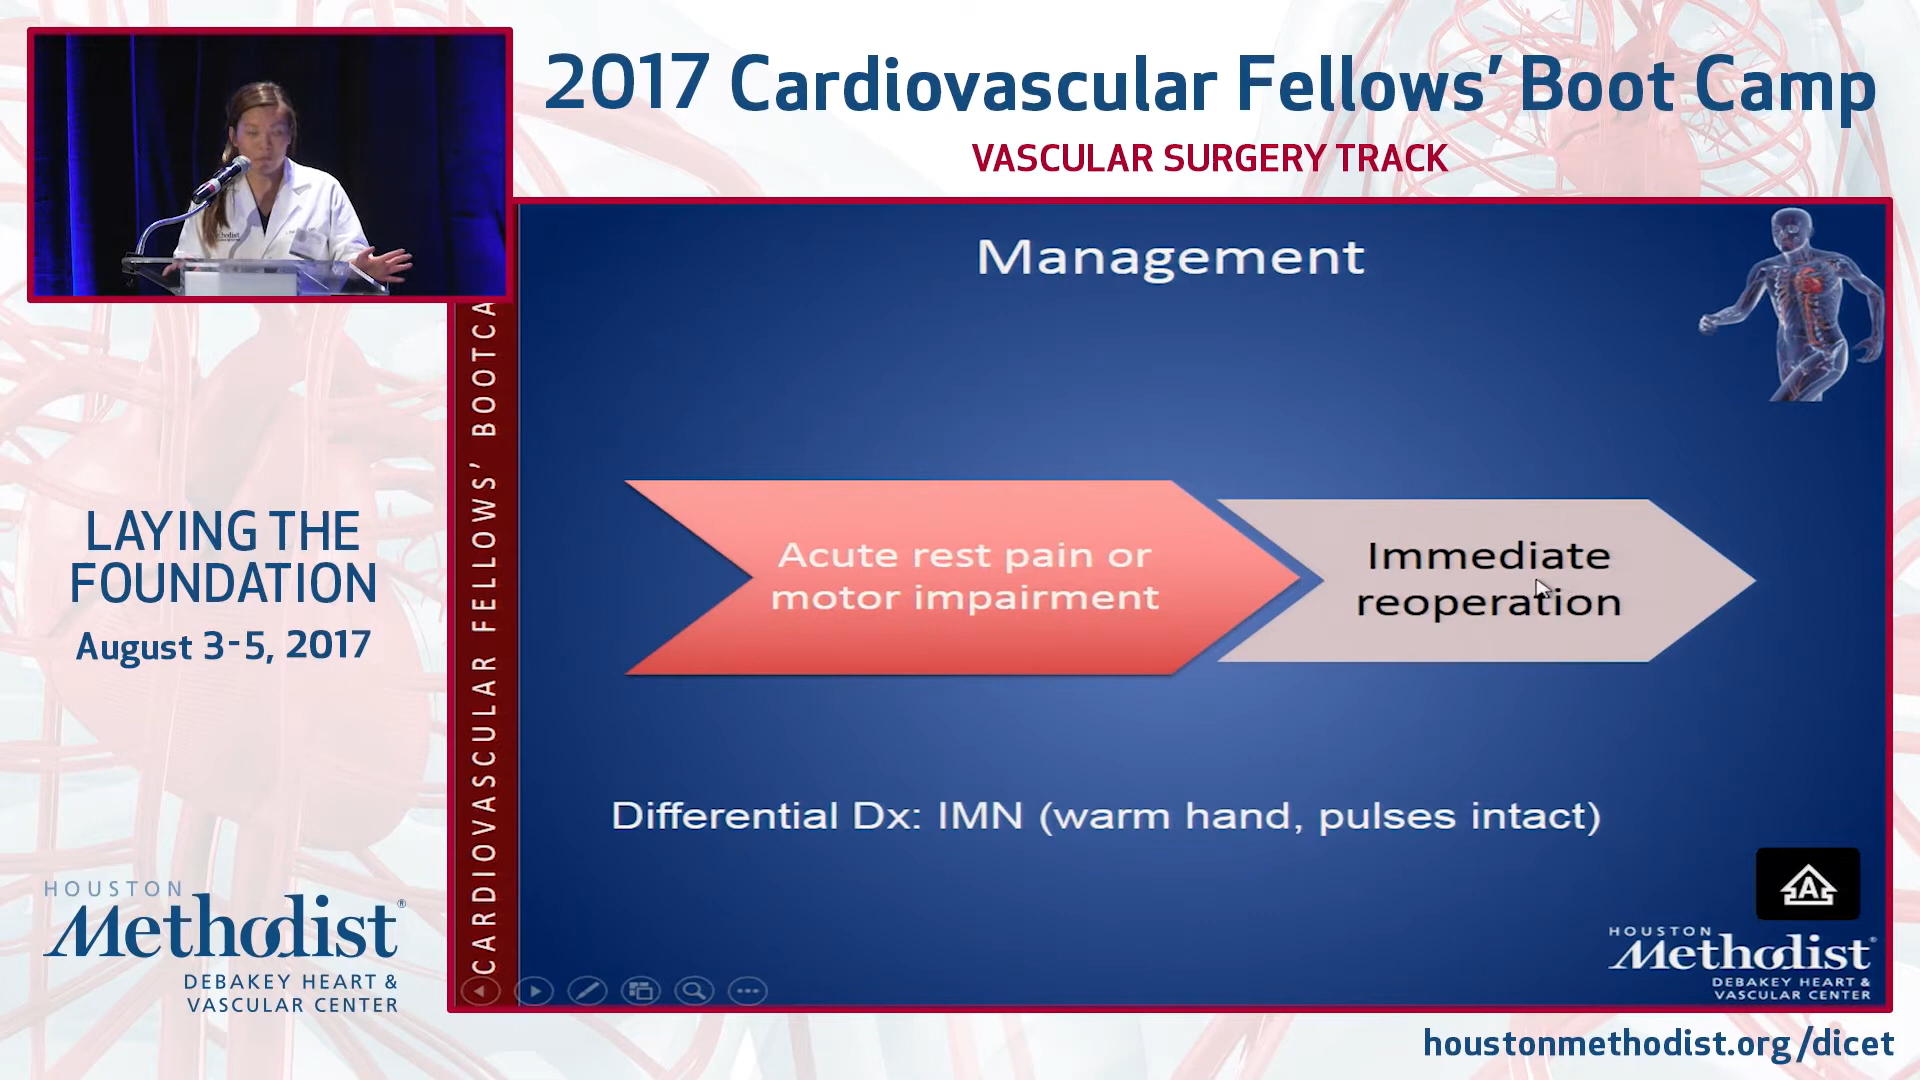 2017 Cardiovascular Fellows' Boot Camp
VASCULAR SURGERY TRACK
Management
CARDIOVASCULAR FELLOWS' BOOTCA
Acute rest pain or
motor impairment
Immediate
reoperation
Differential Dx: IMN (warm hand, pulses intact)
LAYING THE
FOUNDATION
August 3-5, 2017
HOUSTON
Methodist®
DEBAKEY HEART &
VASCULAR CENTER
A
HOUSTON
Methodist®
DEBAKEY HEART &
VASCULAR CENTER
houstonmethodist.org/dicet